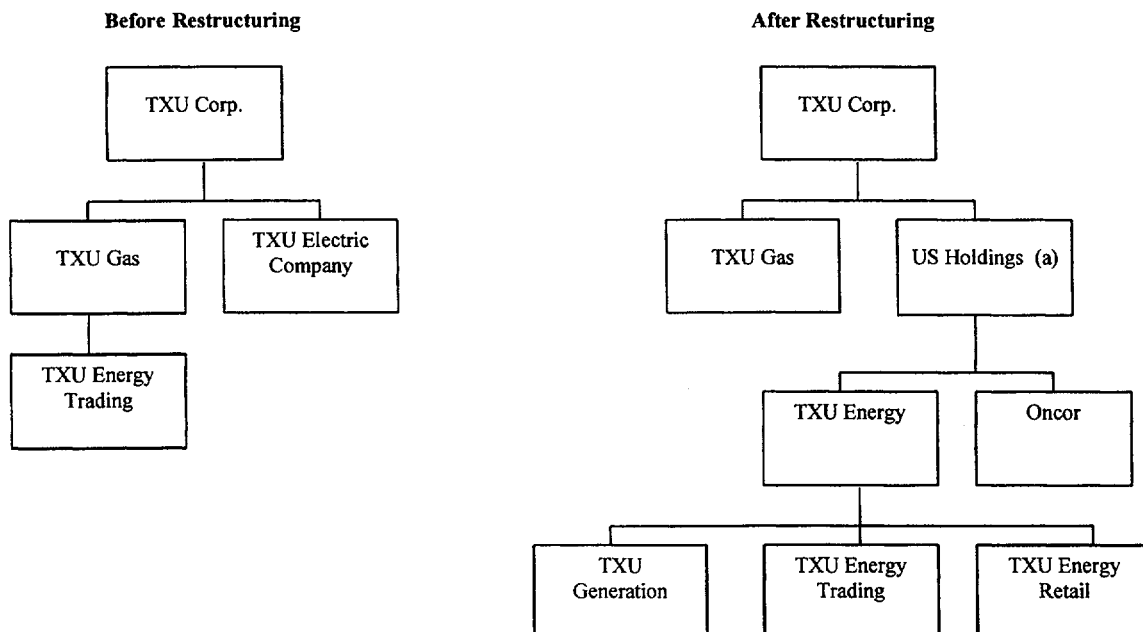 Before Restructuring
TXU Corp.
TXU Gas
TXU Electric
Company
TXU Energy
Trading
After Restructuring
TXU Corp.
TXU Gas
US Holdings (a)
TXU Energy
Oncor
TXU
Generation
TXU Energy
Trading
TXU Energy
Retail